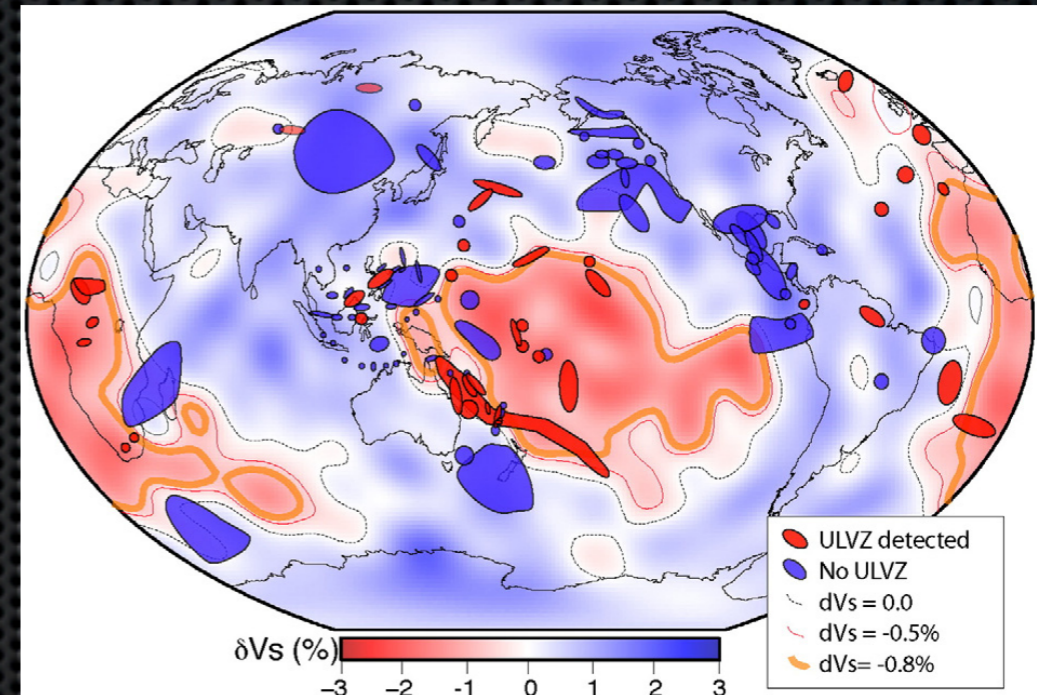 ULVZ detected
No ULVZ
dVs = 0.0
dVs = -0.5%
dVs= -0.8%
δVs (%)
−3 −2 -1 0 1 2 3